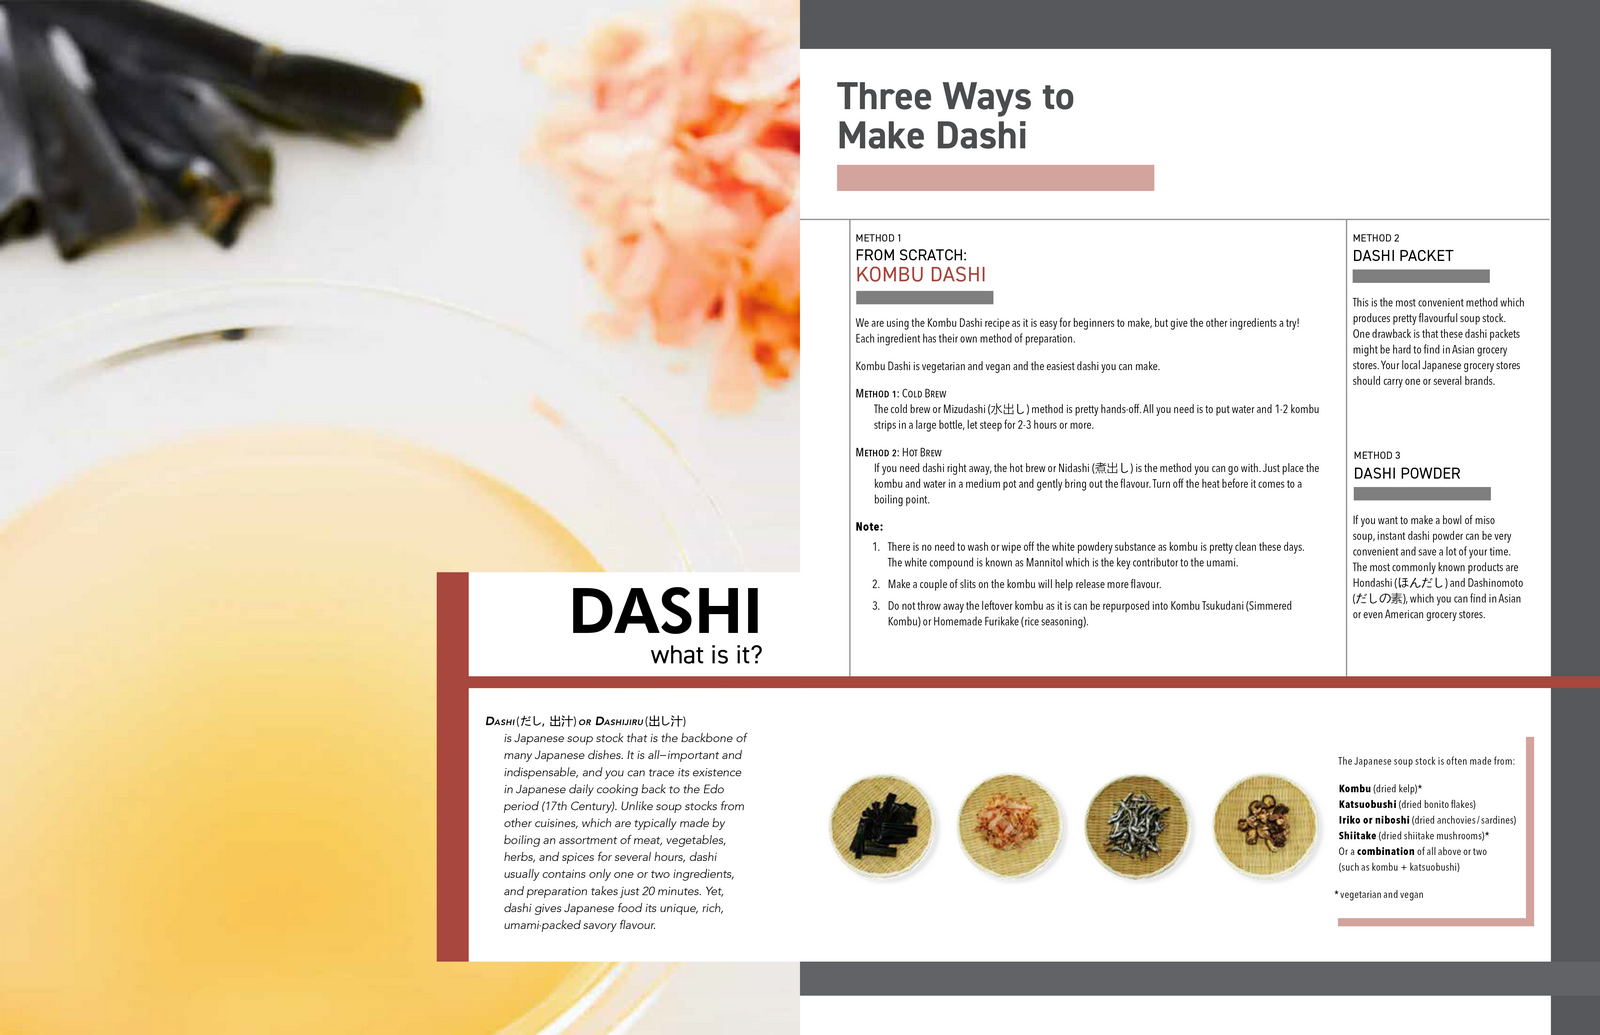 DASHI
what is it?
DASHI (だし, 出汁) OR DASHIJIRU (出し汁)
is Japanese soup stock that is the backbone of
many Japanese dishes. It is all–important and
indispensable, and you can trace its existence
in Japanese daily cooking back to the Edo
period (17th Century). Unlike soup stocks from
other cuisines, which are typically made by
boiling an assortment of meat, vegetables,
herbs, and spices for several hours, dashi
usually contains only one or two ingredients,
and preparation takes just 20 minutes. Yet,
dashi gives Japanese food its unique, rich,
umami-packed savory flavour.
Three Ways to
Make Dashi
METHOD 1
FROM SCRATCH:
KOMBU DASHI
We are using the Kombu Dashi recipe as it is easy for beginners to make, but give the other ingredients a try!
Each ingredient has their own method of preparation.
Kombu Dashi is vegetarian and vegan and the easiest dashi you can make.
METHOD 1: COLD BREW
The cold brew or Mizudashi (水出し) method is pretty hands-off. All you need is to put water and 1-2 kombu
strips in a large bottle, let steep for 2-3 hours or more.
METHOD 2: HOT BREW
If you need dashi right away, the hot brew or Nidashi (煮出し) is the method you can go with. Just place the
kombu and water in a medium pot and gently bring out the flavour. Turn off the heat before it comes to a
boiling point.
Note:
1. There is no need to wash or wipe off the white powdery substance as kombu is pretty clean these days.
The white compound is known as Mannitol which is the key contributor to the umami.
2. Make a couple of slits on the kombu will help release more flavour.
3. Do not throw away the leftover kombu as it is can be repurposed into Kombu Tsukudani (Simmered
Kombu) or Homemade Furikake (rice seasoning).
METHOD 2
DASHI PACKET
This is the most convenient method which
produces pretty flavourful soup stock.
One drawback is that these dashi packets
might be hard to find in Asian grocery
stores. Your local Japanese grocery stores
should carry one or several brands.
METHOD 3
DASHI POWDER
If you want to make a bowl of miso
soup, instant dashi powder can be very
convenient and save a lot of your time.
The most commonly known products are
Hondashi (ほんだし) and Dashinomoto
(だしの素), which you can find in Asian
or even American grocery stores.
The Japanese soup stock is often made from:
Kombu (dried kelp)*
Katsuobushi (dried bonito flakes)
Iriko or niboshi (dried anchovies / sardines)
Shiitake (dried shiitake mushrooms)*
Or a combination of all above or two
(such as kombu + katsuobushi)
* vegetarian and vegan